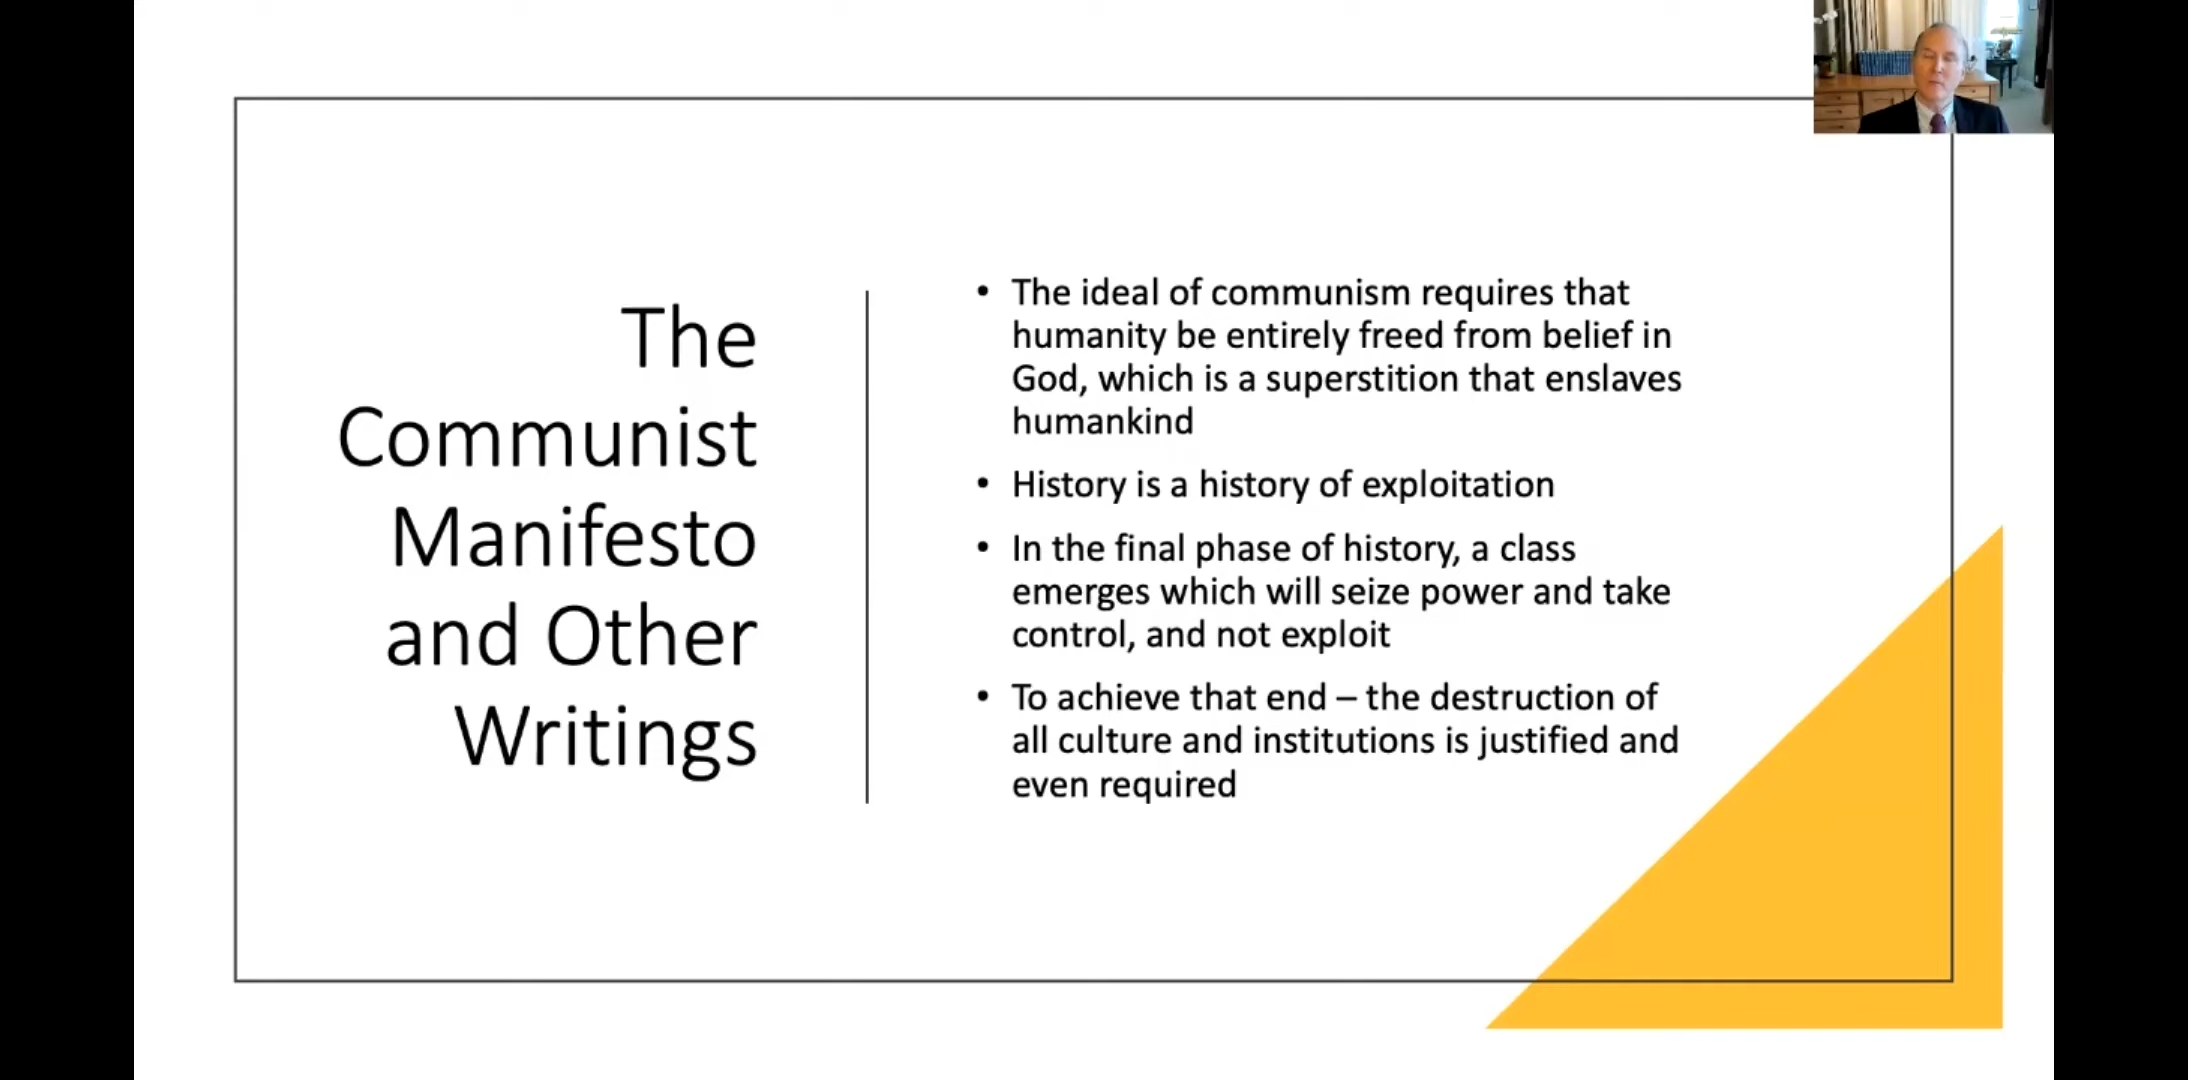 The
Communist
Manifesto
and Other
Writings
• The ideal of communism requires that
humanity be entirely freed from belief in
God, which is a superstition that enslaves
humankind
• History is a history of exploitation
• In the final phase of history, a class
emerges which will seize power and take
control, and not exploit
• To achieve that end – the destruction of
all culture and institutions is justified and
even required